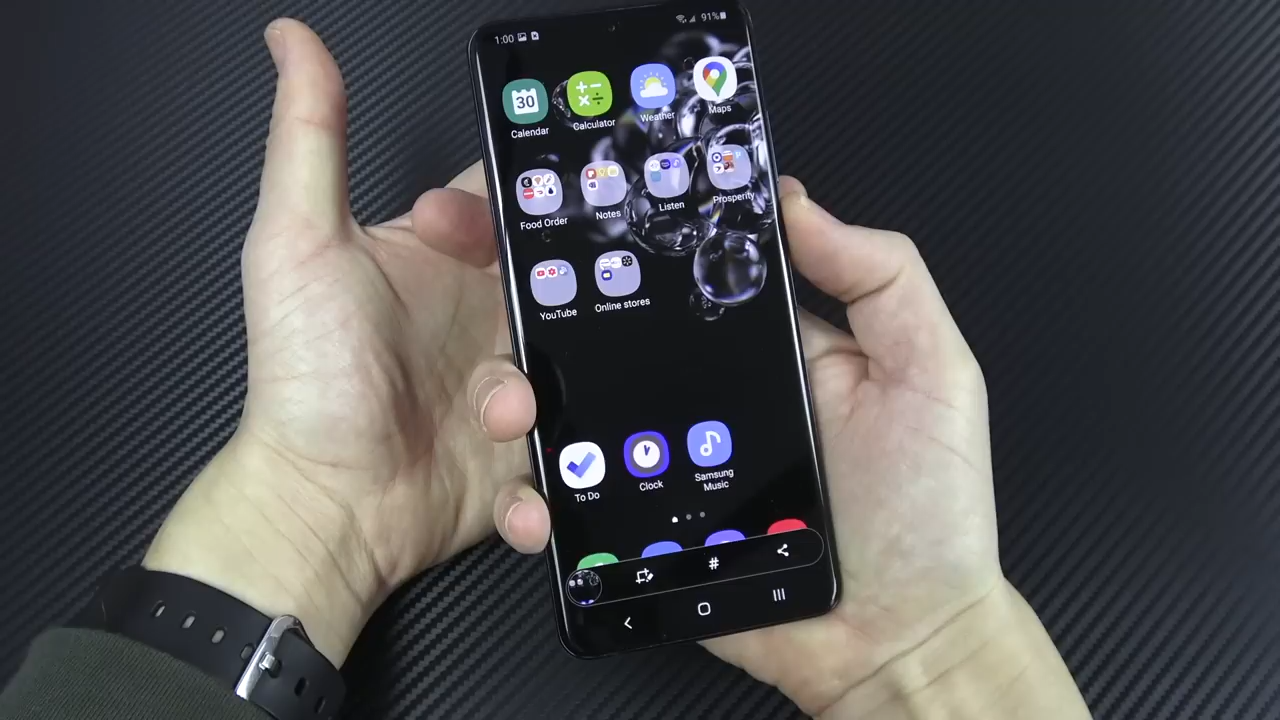 1:00
91%
30
Calendar
Calculator
Weather
Maps
Food Order
Notes
Listen
Prosperity
YouTube
Online stores
To Do
Clock
Samsung
Music
#